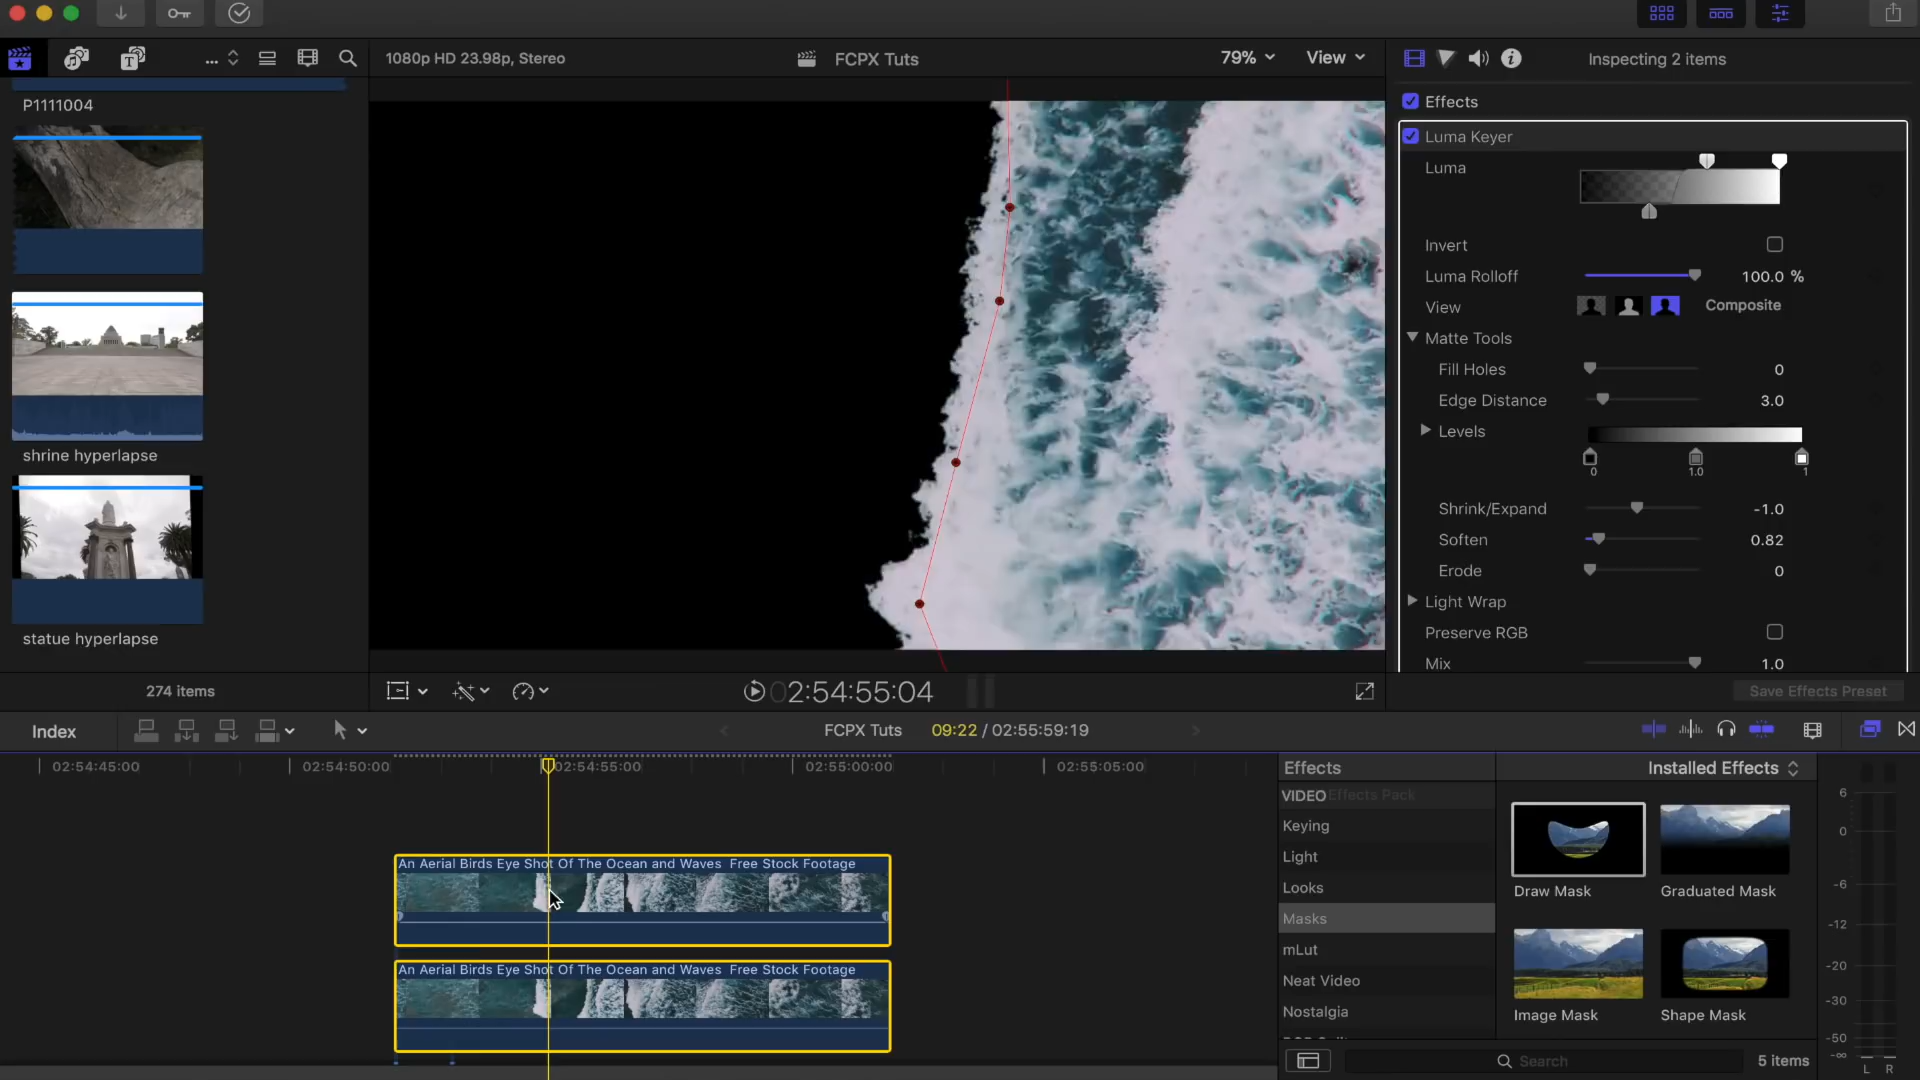 1080p HD 23.98p, Stereo
FCPX Tuts
79%
View
Inspecting 2 items
P1111004
shrine hyperlapse
statue hyperlapse
274 items
02:54:55:04
Effects
Luma Keyer
Luma
Invert
Luma Rolloff 100.0 %
View Composite
Matte Tools
Fill Holes 0
Edge Distance 3.0
Levels
0 1.0 1
Shrink/Expand -1.0
Soften 0.82
Erode 0
Light Wrap
Preserve RGB
Mix 1.0
Save Effects Preset
Index
FCPX Tuts 09:22 / 02:55:59:19
02:54:45:00 02:54:50:00 02:54:55:00 02:55:00:00 02:55:05:00
An Aerial Birds Eye Shot Of The Ocean and Waves Free Stock Footage
An Aerial Birds Eye Shot Of The Ocean and Waves Free Stock Footage
Effects
Installed Effects
VIDEO
Effects Pack
Keying
Light
Looks
Masks
mLut
Neat Video
Nostalgia
Draw Mask
Graduated Mask
Image Mask
Shape Mask
Search
5 items
6
0
-6
-12
-20
-30
-50
-∞
L R